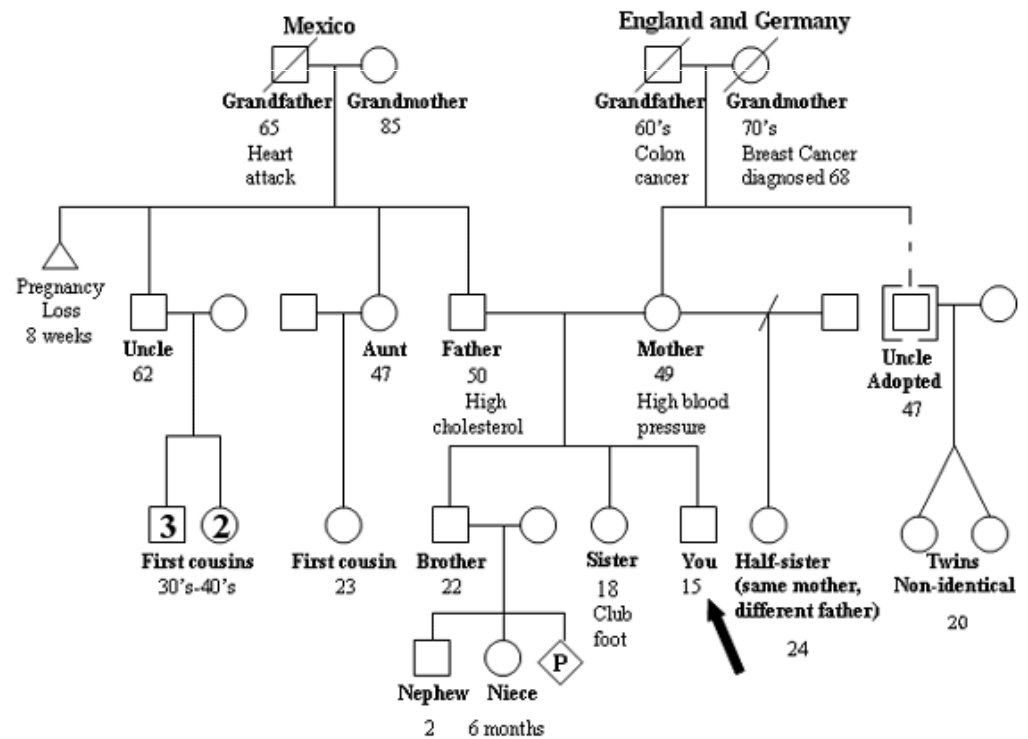 Mexico
England and Germany
Grandfather
65
Heart
attack
Grandmother
85
Grandfather
60's
Colon
cancer
Grandmother
70's
Breast Cancer
diagnosed 68
Pregnancy
Loss
8 weeks
Uncle
62
Aunt
47
Father
50
High
cholesterol
Mother
49
High blood
pressure
Uncle
Adopted
47
3
2
First cousins
30's-40's
First cousin
23
Brother
22
Sister
18
Club
foot
You
15
Half-sister
(same mother,
different father)
24
Twins
Non-identical
20
P
Nephew
2
Niece
6 months